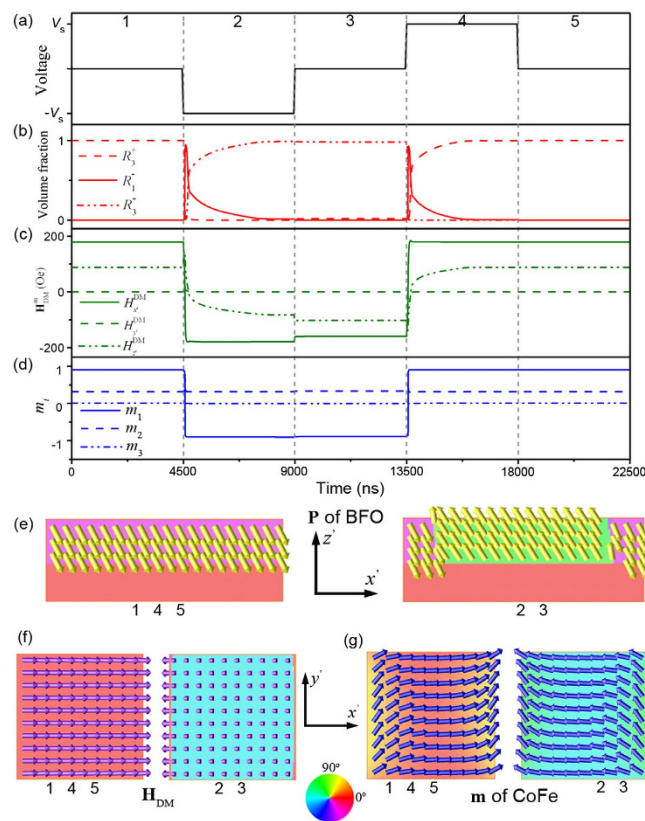 (a)
V_s
1 2 3 4 5
Voltage
-V_s
(b)
1
0
Volume fraction
R_3^+
R_1^-
R_3^-
(c)
200
0
-200
H_DM^m (Oe)
H_x'^DM
H_y'^DM
H_z'^DM
(d)
1
0
-1
m_i
m_1
m_2
m_3
0 4500 9000 13500 18000 22500
Time (ns)
(e)
P of BFO
z'
x'
1 4 5
2 3
(f)
(g)
y'
x'
1 4 5
2 3
H_DM
90°
0°
1 4 5
m of CoFe
2 3